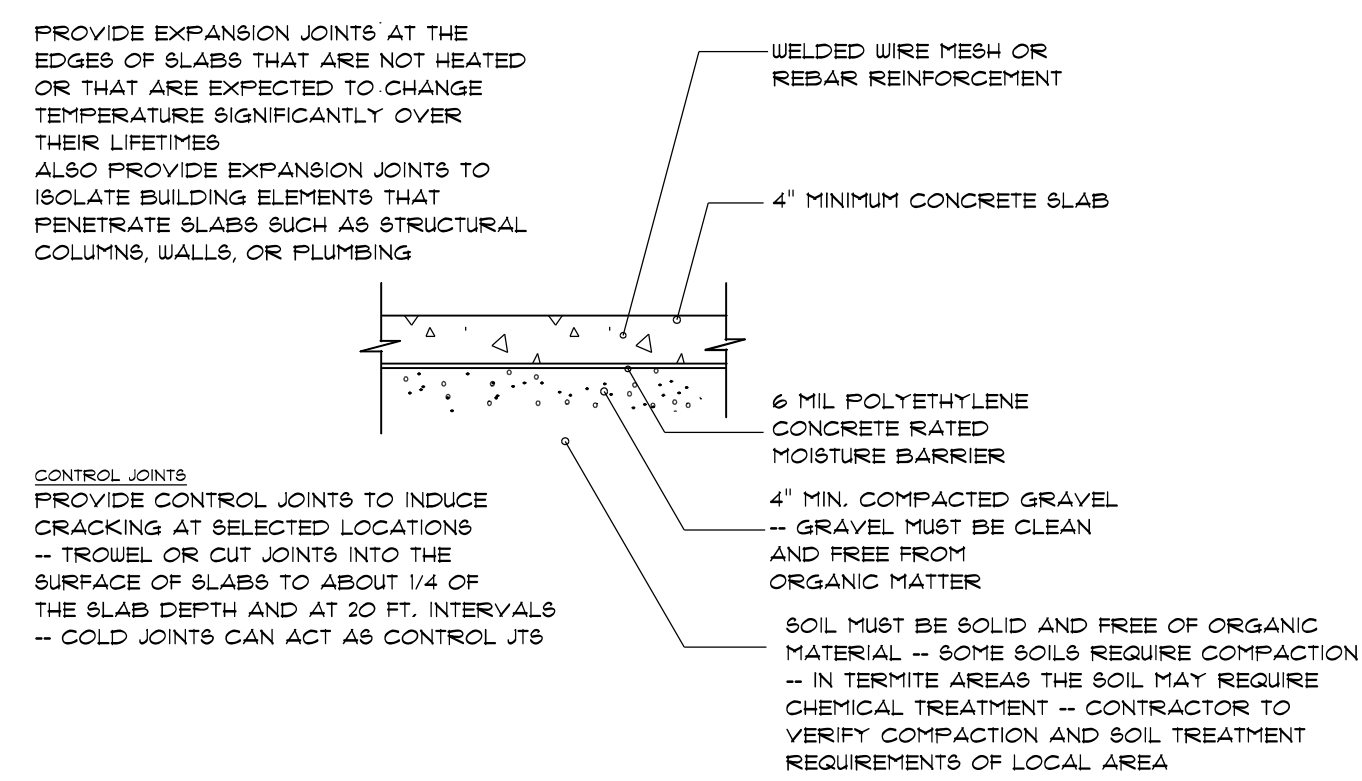 PROVIDE EXPANSION JOINTS AT THE
EDGES OF SLABS THAT ARE NOT HEATED
OR THAT ARE EXPECTED TO CHANGE
TEMPERATURE SIGNIFICANTLY OVER
THEIR LIFETIMES
ALSO PROVIDE EXPANSION JOINTS TO
ISOLATE BUILDING ELEMENTS THAT
PENETRATE SLABS SUCH AS STRUCTURAL
COLUMNS, WALLS, OR PLUMBING
WELDED WIRE MESH OR
REBAR REINFORCEMENT
4" MINIMUM CONCRETE SLAB
6 MIL POLYETHYLENE
CONCRETE RATED
MOISTURE BARRIER
CONTROL JOINTS
PROVIDE CONTROL JOINTS TO INDUCE
CRACKING AT SELECTED LOCATIONS
-- TROWEL OR CUT JOINTS INTO THE
SURFACE OF SLABS TO ABOUT 1/4 OF
THE SLAB DEPTH AND AT 20 FT. INTERVALS
-- COLD JOINTS CAN ACT AS CONTROL JTS
4" MIN. COMPACTED GRAVEL
-- GRAVEL MUST BE CLEAN
AND FREE FROM
ORGANIC MATTER
SOIL MUST BE SOLID AND FREE OF ORGANIC
MATERIAL -- SOME SOILS REQUIRE COMPACTION
-- IN TERMITE AREAS THE SOIL MAY REQUIRE
CHEMICAL TREATMENT -- CONTRACTOR TO
VERIFY COMPACTION AND SOIL TREATMENT
REQUIREMENTS OF LOCAL AREA